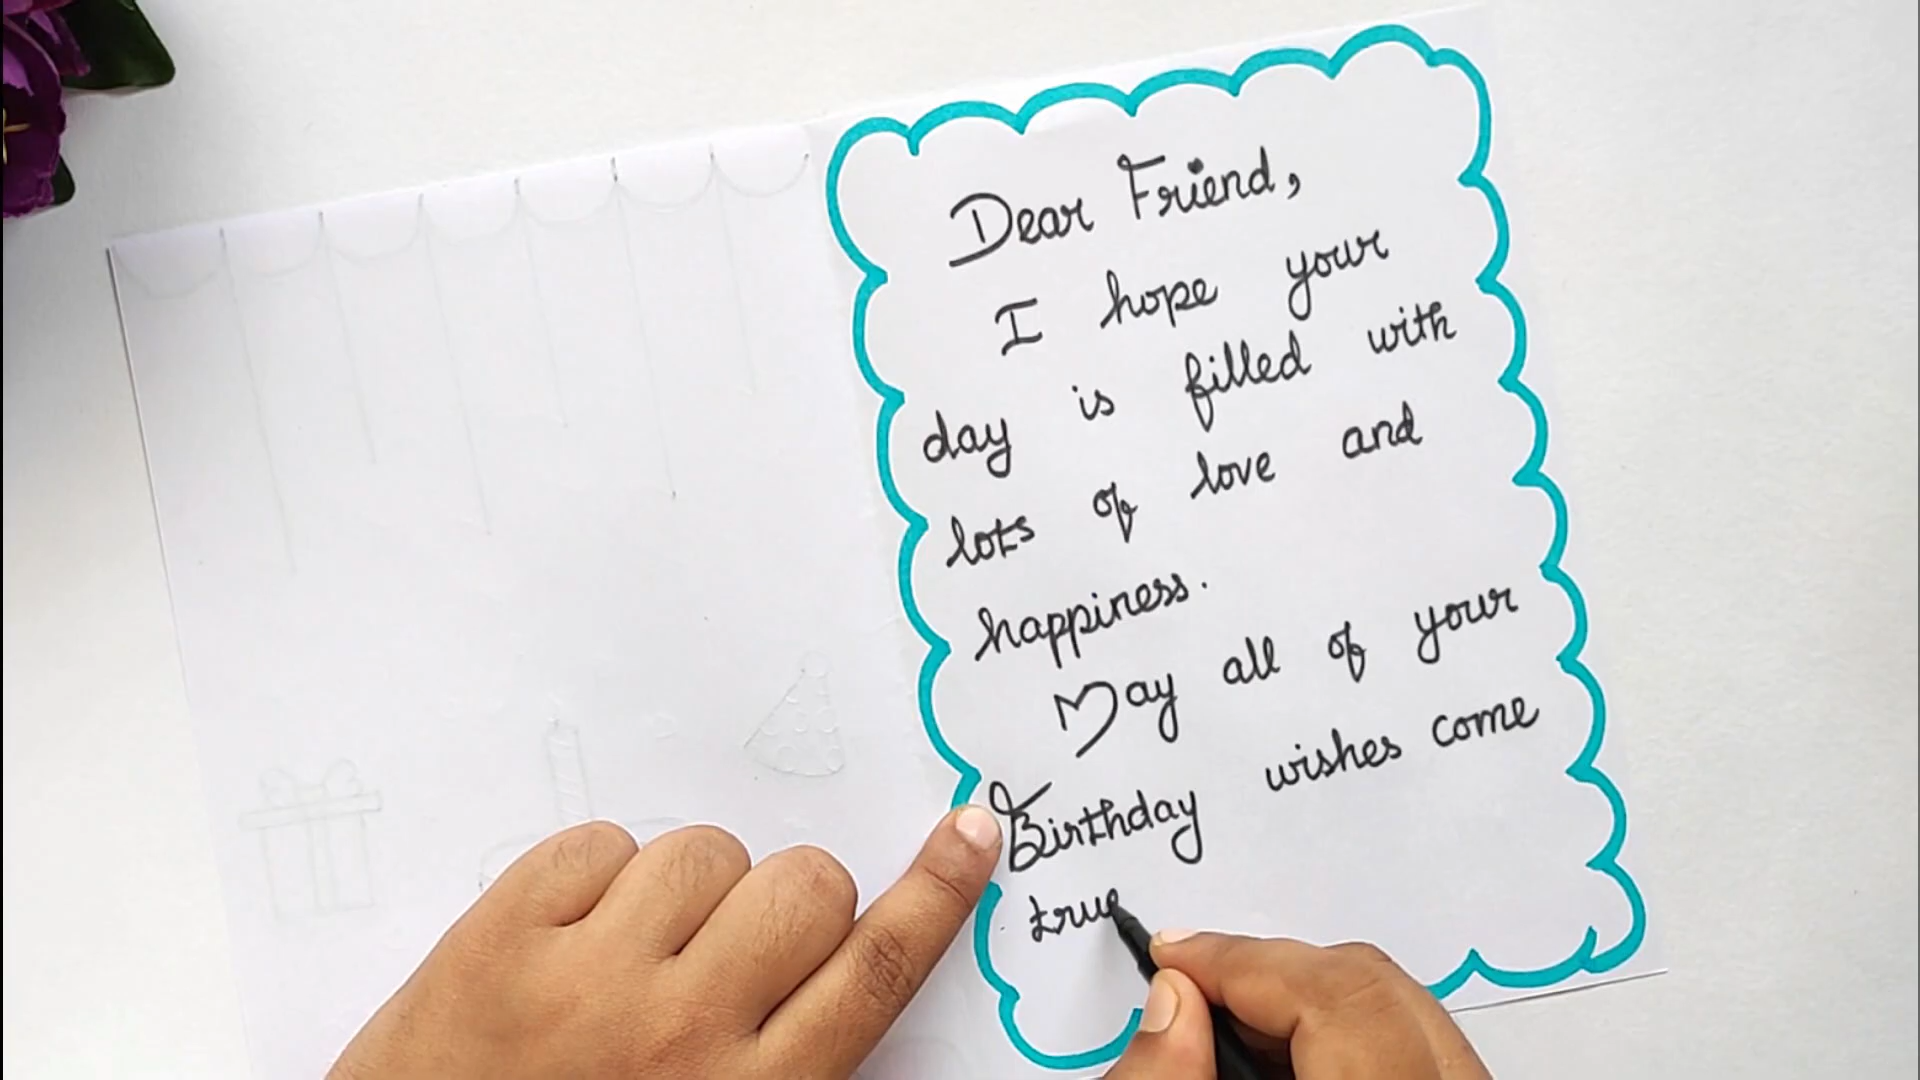 Dear Friend,
I hope your
day is filled with
lots of love and
happiness.
May all of your
Birthday wishes come
true